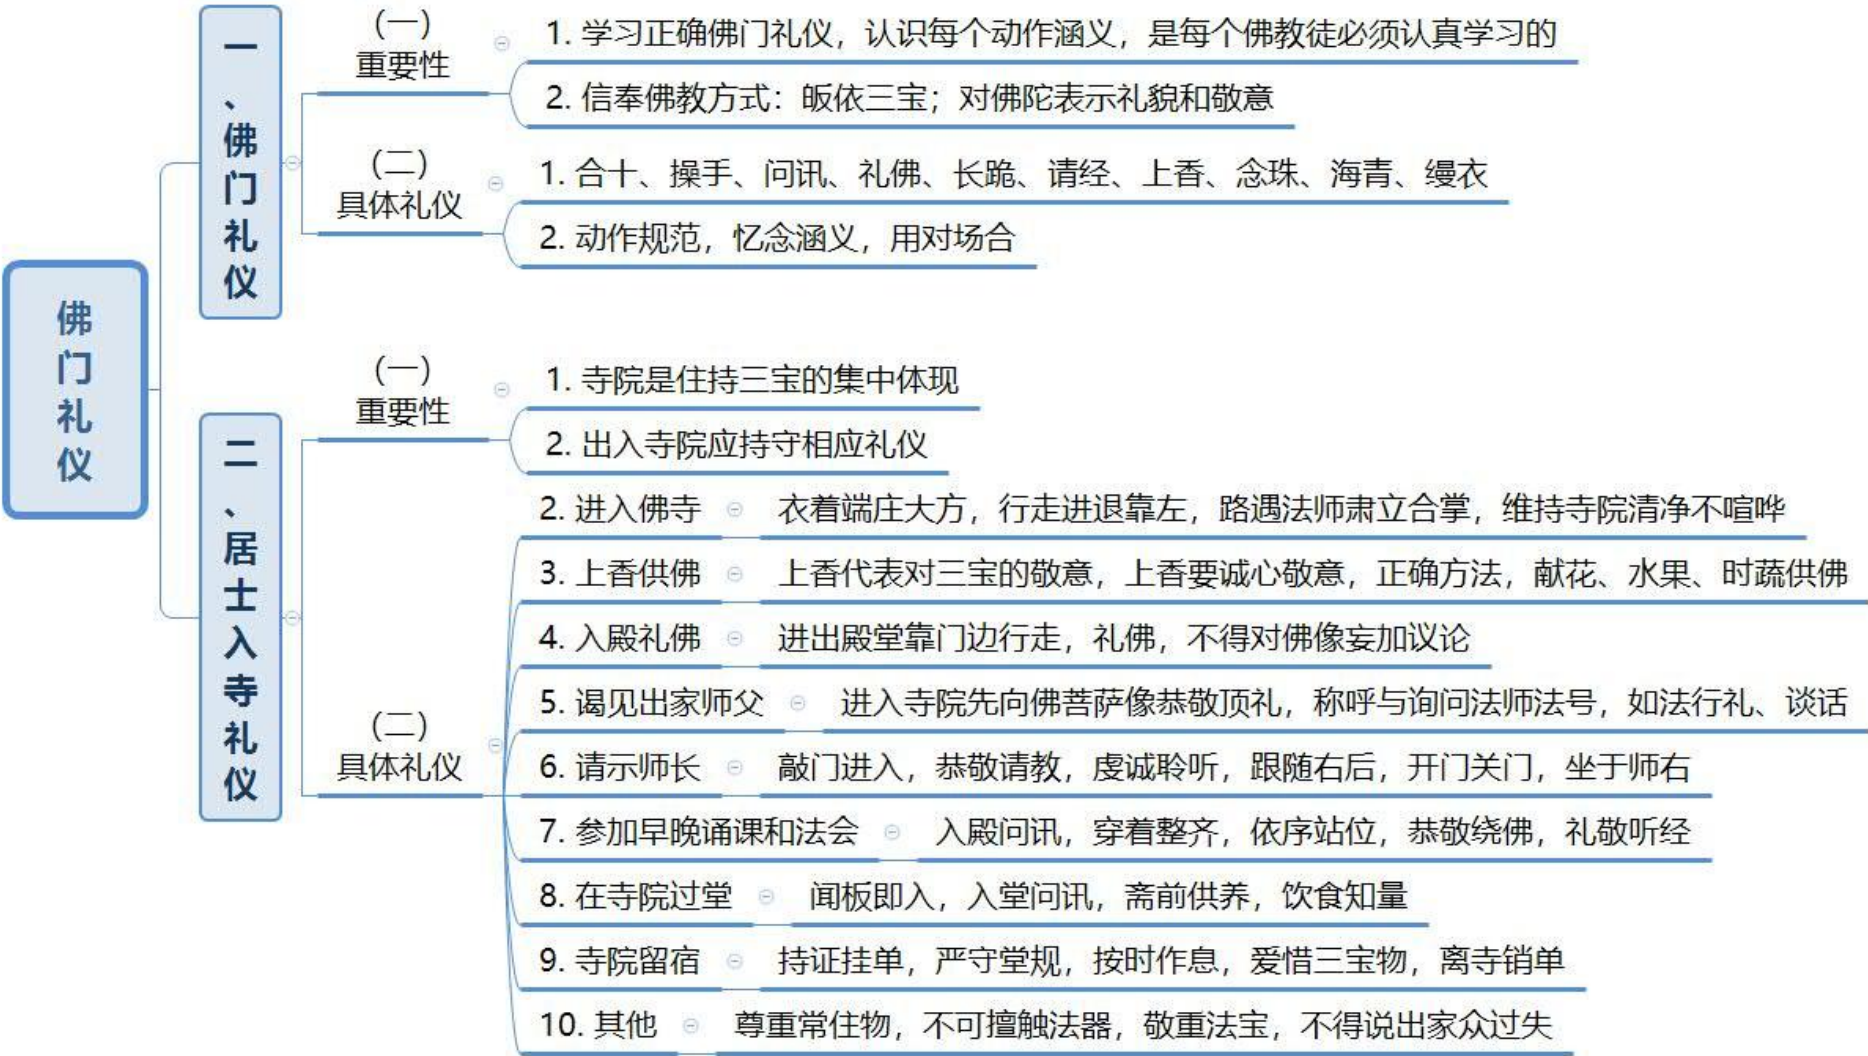 佛门礼仪
一、佛门礼仪
（一）
重要性
1. 学习正确佛门礼仪，认识每个动作涵义，是每个佛教徒必须认真学习的
2. 信奉佛教方式：皈依三宝；对佛陀表示礼貌和敬意
（二）
具体礼仪
1. 合十、操手、问讯、礼佛、长跪、请经、上香、念珠、海青、缦衣
2. 动作规范，忆念涵义，用对场合
二、居士入寺礼仪
（一）
重要性
1. 寺院是住持三宝的集中体现
2. 出入寺院应持守相应礼仪
（二）
具体礼仪
2. 进入佛寺 衣着端庄大方，行走进退靠左，路遇法师肃立合掌，维持寺院清净不喧哗
3. 上香供佛 上香代表对三宝的敬意，上香要诚心敬意，正确方法，献花、水果、时蔬供佛
4. 入殿礼佛 进出殿堂靠门边行走，礼佛，不得对佛像妄加议论
5. 谒见出家师父 进入寺院先向佛菩萨像恭敬顶礼，称呼与询问法师法号，如法行礼、谈话
6. 请示师长 敲门进入，恭敬请教，虔诚聆听，跟随右后，开门关门，坐于师右
7. 参加早晚诵课和法会 入殿问讯，穿着整齐，依序站位，恭敬绕佛，礼敬听经
8. 在寺院过堂 闻板即入，入堂问讯，斋前供养，饮食知量
9. 寺院留宿 持证挂单，严守堂规，按时作息，爱惜三宝物，离寺销单
10. 其他 尊重常住物，不可擅触法器，敬重法宝，不得说出家众过失